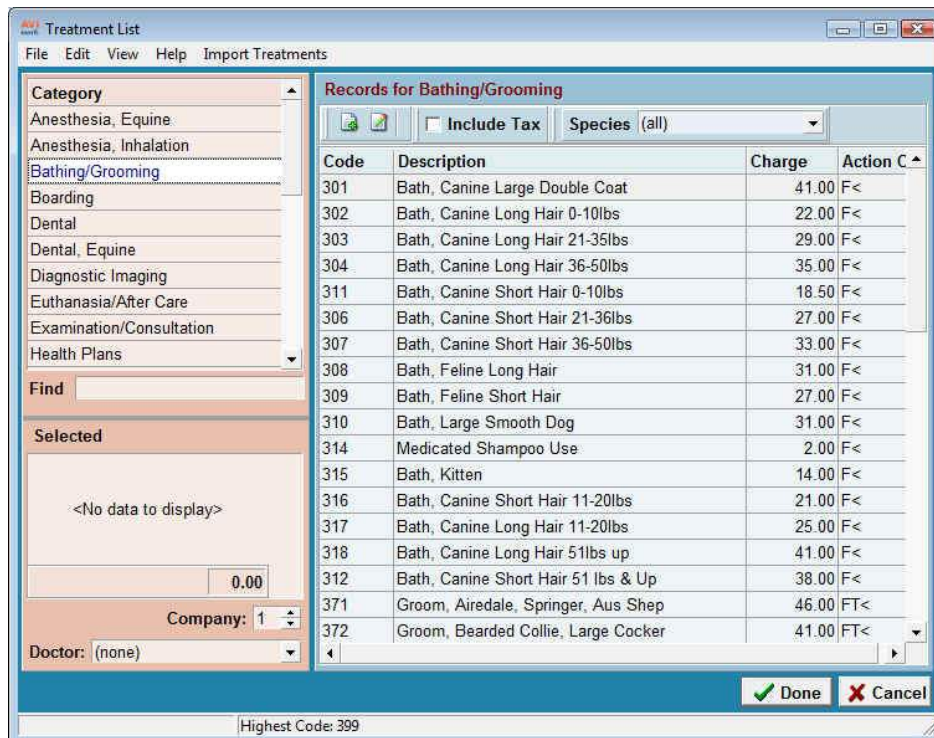 AVI mark Treatment List
File Edit View Help Import Treatments
Category
Anesthesia, Equine
Anesthesia, Inhalation
Bathing/Grooming
Boarding
Dental
Dental, Equine
Diagnostic Imaging
Euthanasia/After Care
Examination/Consultation
Health Plans
Find
Selected
<No data to display>
0.00
Company: 1
Doctor: (none)
Records for Bathing/Grooming
Include Tax Species (all)
Code Description Charge Action C
301 Bath, Canine Large Double Coat 41.00 F<
302 Bath, Canine Long Hair 0-10lbs 22.00 F<
303 Bath, Canine Long Hair 21-35lbs 29.00 F<
304 Bath, Canine Long Hair 36-50lbs 35.00 F<
311 Bath, Canine Short Hair 0-10lbs 18.50 F<
306 Bath, Canine Short Hair 21-36lbs 27.00 F<
307 Bath, Canine Short Hair 36-50lbs 33.00 F<
308 Bath, Feline Long Hair 31.00 F<
309 Bath, Feline Short Hair 27.00 F<
310 Bath, Large Smooth Dog 31.00 F<
314 Medicated Shampoo Use 2.00 F<
315 Bath, Kitten 14.00 F<
316 Bath, Canine Short Hair 11-20lbs 21.00 F<
317 Bath, Canine Long Hair 11-20lbs 25.00 F<
318 Bath, Canine Long Hair 51lbs up 41.00 F<
312 Bath, Canine Short Hair 51 lbs & Up 38.00 F<
371 Groom, Airedale, Springer, Aus Shep 46.00 FT<
372 Groom, Bearded Collie, Large Cocker 41.00 FT<
Done Cancel
Highest Code: 399